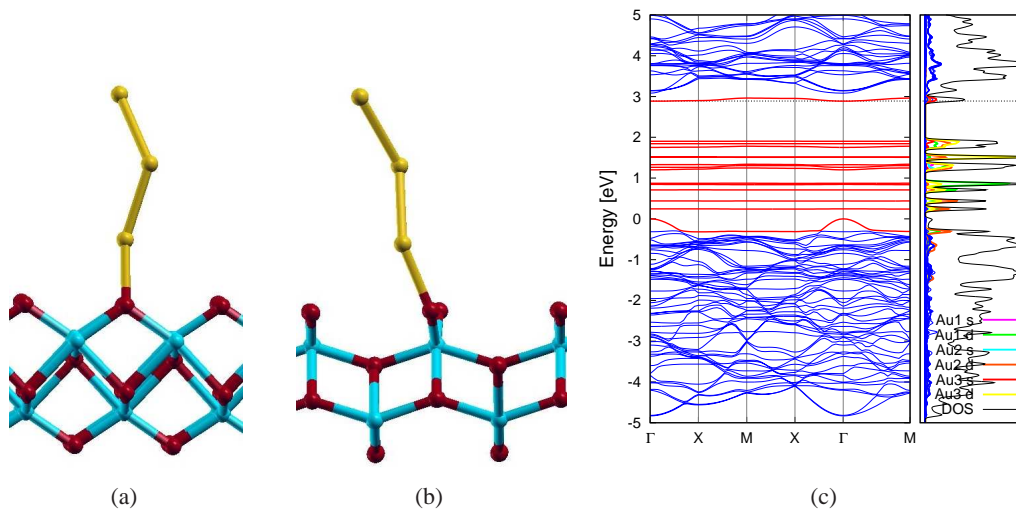 5
4
3
2
1
0
-1
-2
-3
-4
-5
Energy [eV]
Γ X M X Γ M
Au1 s
Au1 d
Au2 s
Au2 d
Au3 s
Au3 d
DOS
(a) (b) (c)